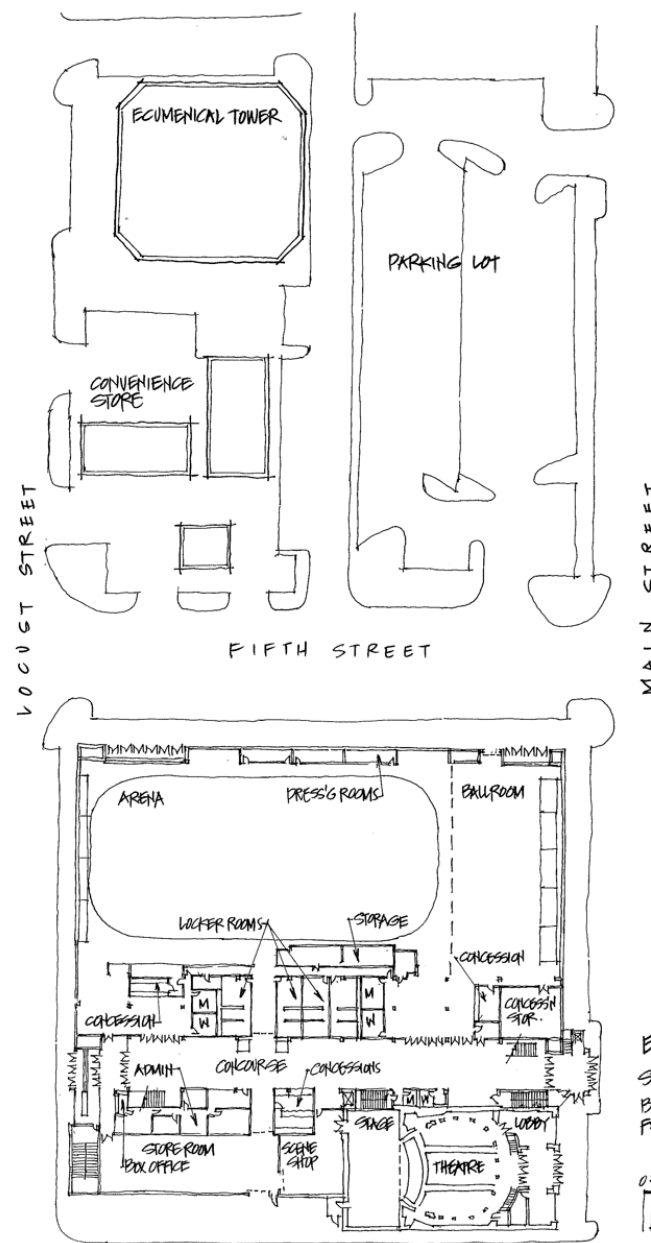 ECUMENICAL TOWER
PARKING LOT
CONVENIENCE
STORE
LOCUST STREET
MAIN STREET
FIFTH STREET
ARENA
DRESS'G ROOMS
BALLROOM
LOCKER ROOMS
STORAGE
CONCESSION
M
M
CONCESS'N
STOR.
CONCESSION
W
W
ADMIN
CONCOURSE
CONCESSIONS
M
W
STAGE
LOBBY
STORE ROOM
BOX OFFICE
SCENE
SHOP
THEATRE